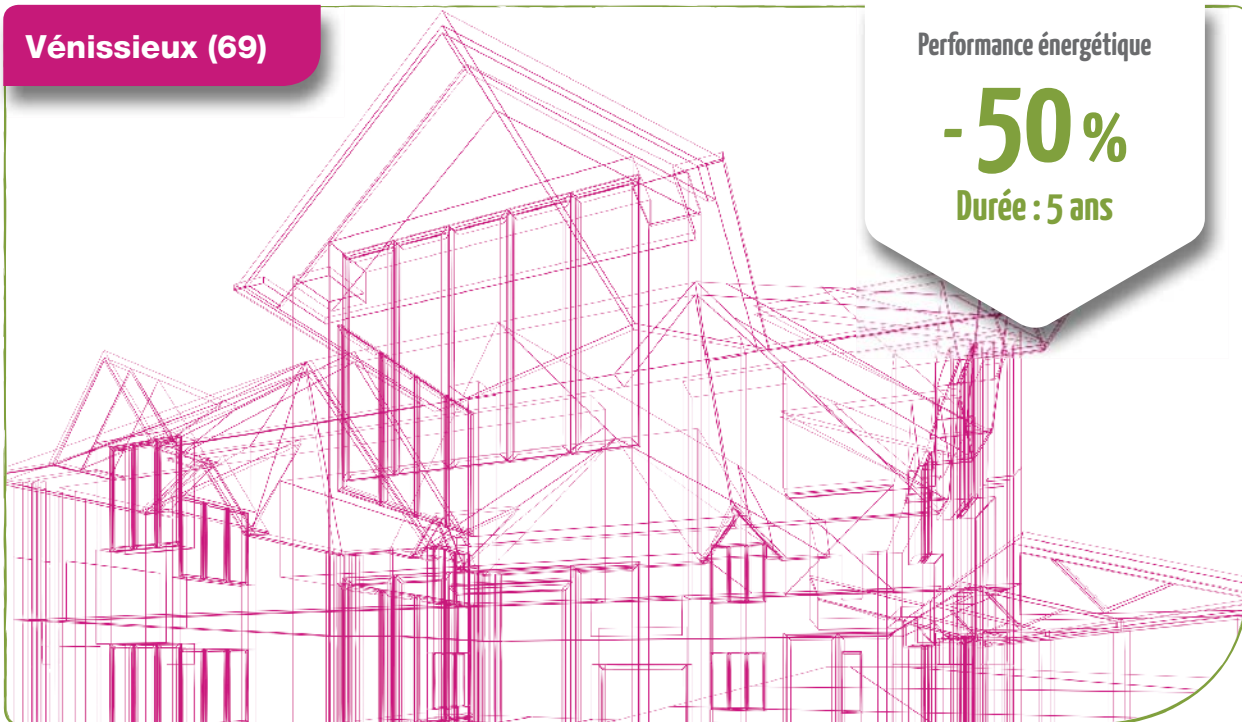 Vénissieux (69)
Performance énergétique
- 50 %
Durée : 5 ans